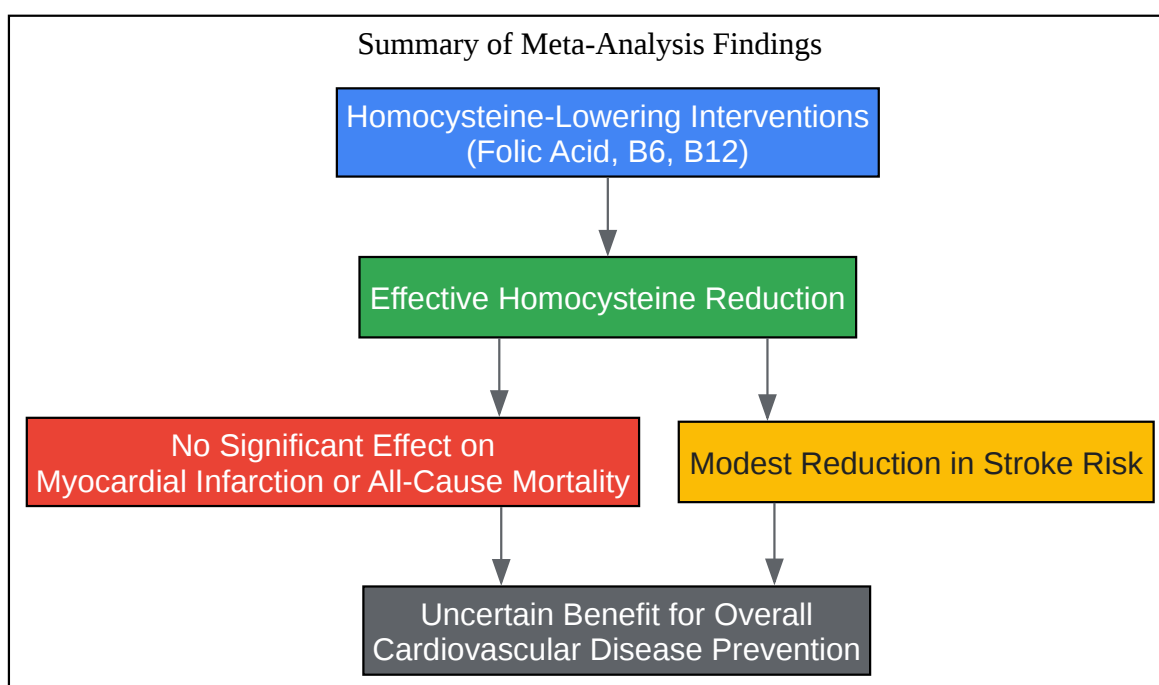 Summary of Meta-Analysis Findings
Homocysteine-Lowering Interventions
(Folic Acid, B6, B12)
Effective Homocysteine Reduction
No Significant Effect on
Myocardial Infarction or All-Cause Mortality
Modest Reduction in Stroke Risk
Uncertain Benefit for Overall
Cardiovascular Disease Prevention